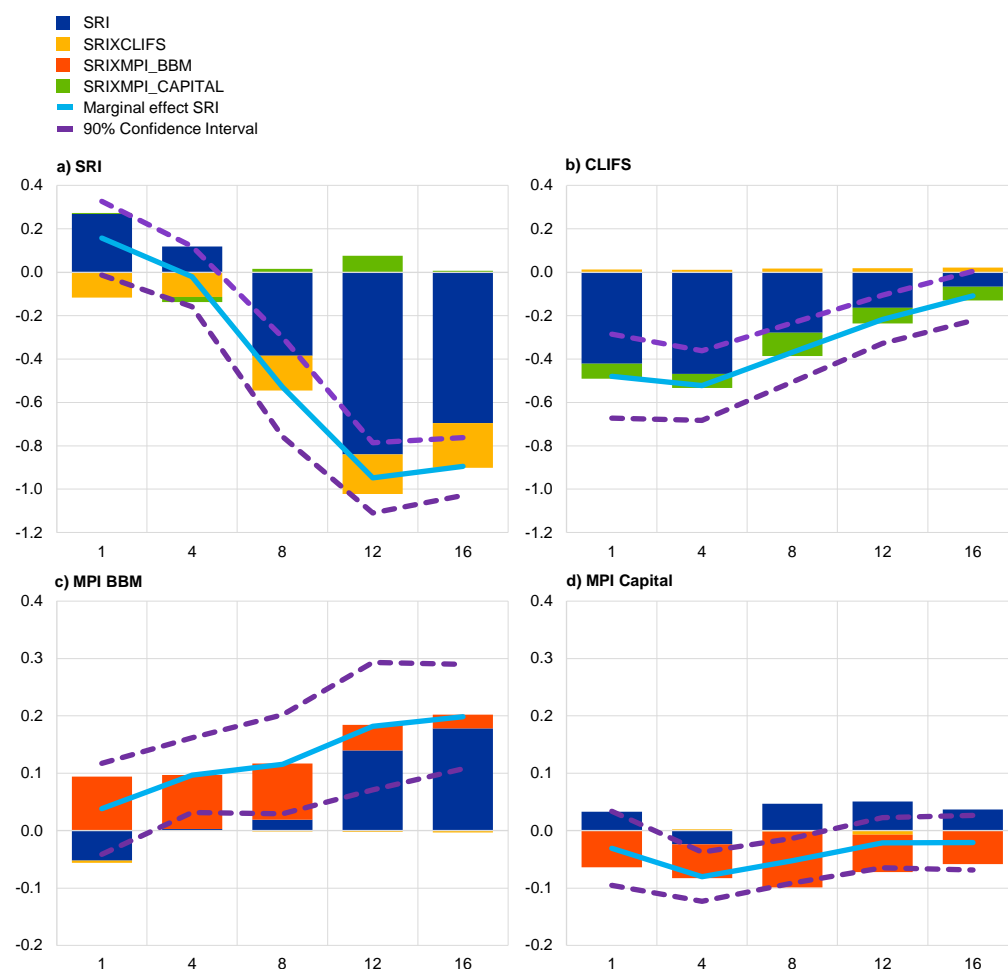 SRI
SRIXCLIFS
SRIXMPI_BBM
SRIXMPI_CAPITAL
Marginal effect SRI
90% Confidence Interval
a) SRI
0.4
0.2
0.0
-0.2
-0.4
-0.6
-0.8
-1.0
-1.2
1 4 8 12 16
b) CLIFS
0.4
0.2
0.0
-0.2
-0.4
-0.6
-0.8
-1.0
-1.2
1 4 8 12 16
c) MPI BBM
0.4
0.3
0.2
0.1
0.0
-0.1
-0.2
1 4 8 12 16
d) MPI Capital
0.4
0.3
0.2
0.1
0.0
-0.1
-0.2
1 4 8 12 16